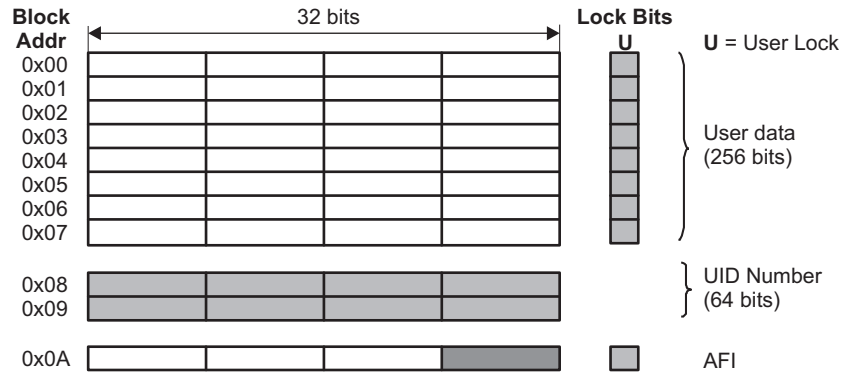 Block Addr
32 bits
Lock Bits
U
U = User Lock
0x00
0x01
0x02
0x03
0x04
0x05
0x06
0x07
User data
(256 bits)
0x08
0x09
UID Number
(64 bits)
0x0A
AFI